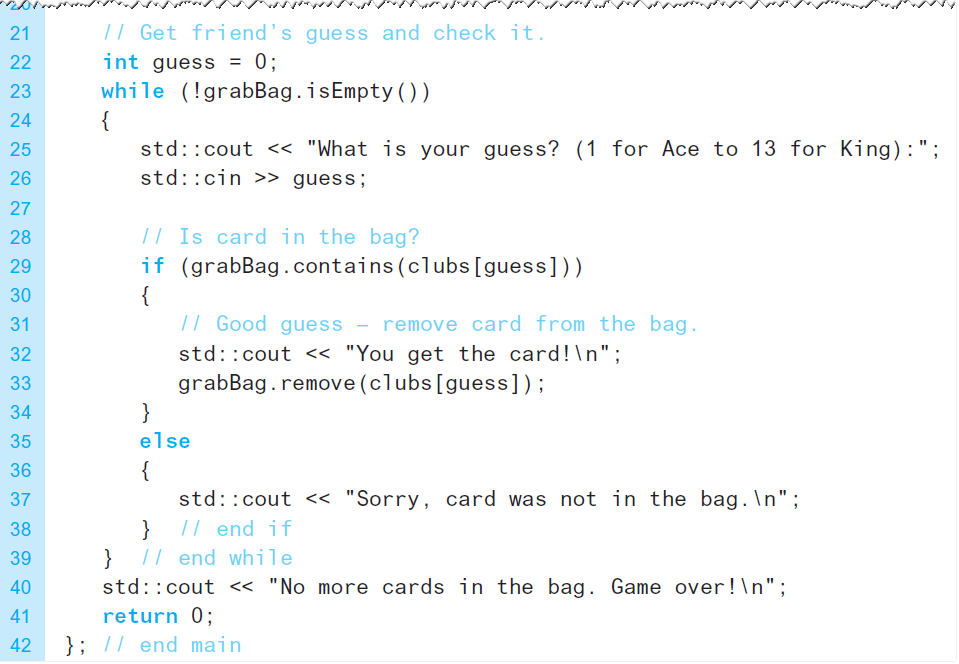 20
21 // Get friend’s guess and check it.
22 int guess = 0;
23 while (!grabBag.isEmpty())
24 {
25 std::cout << "What is your guess? (1 for Ace to 13 for King):";
26 std::cin >> guess;
27
28 // Is card in the bag?
29 if (grabBag.contains(clubs[guess]))
30 {
31 // Good guess – remove card from the bag.
32 std::cout << "You get the card!\n";
33 grabBag.remove(clubs[guess]);
34 }
35 else
36 {
37 std::cout << "Sorry, card was not in the bag.\n";
38 } // end if
39 } // end while
40 std::cout << "No more cards in the bag. Game over!\n";
41 return 0;
42 }; // end main